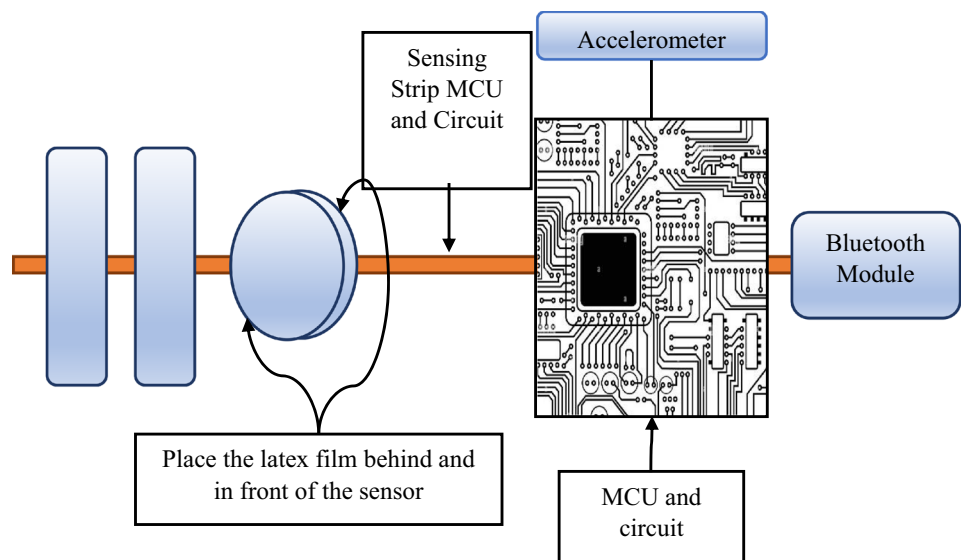 Sensing
Strip MCU
and Circuit
Accelerometer
Bluetooth
Module
Place the latex film behind and
in front of the sensor
MCU and
circuit